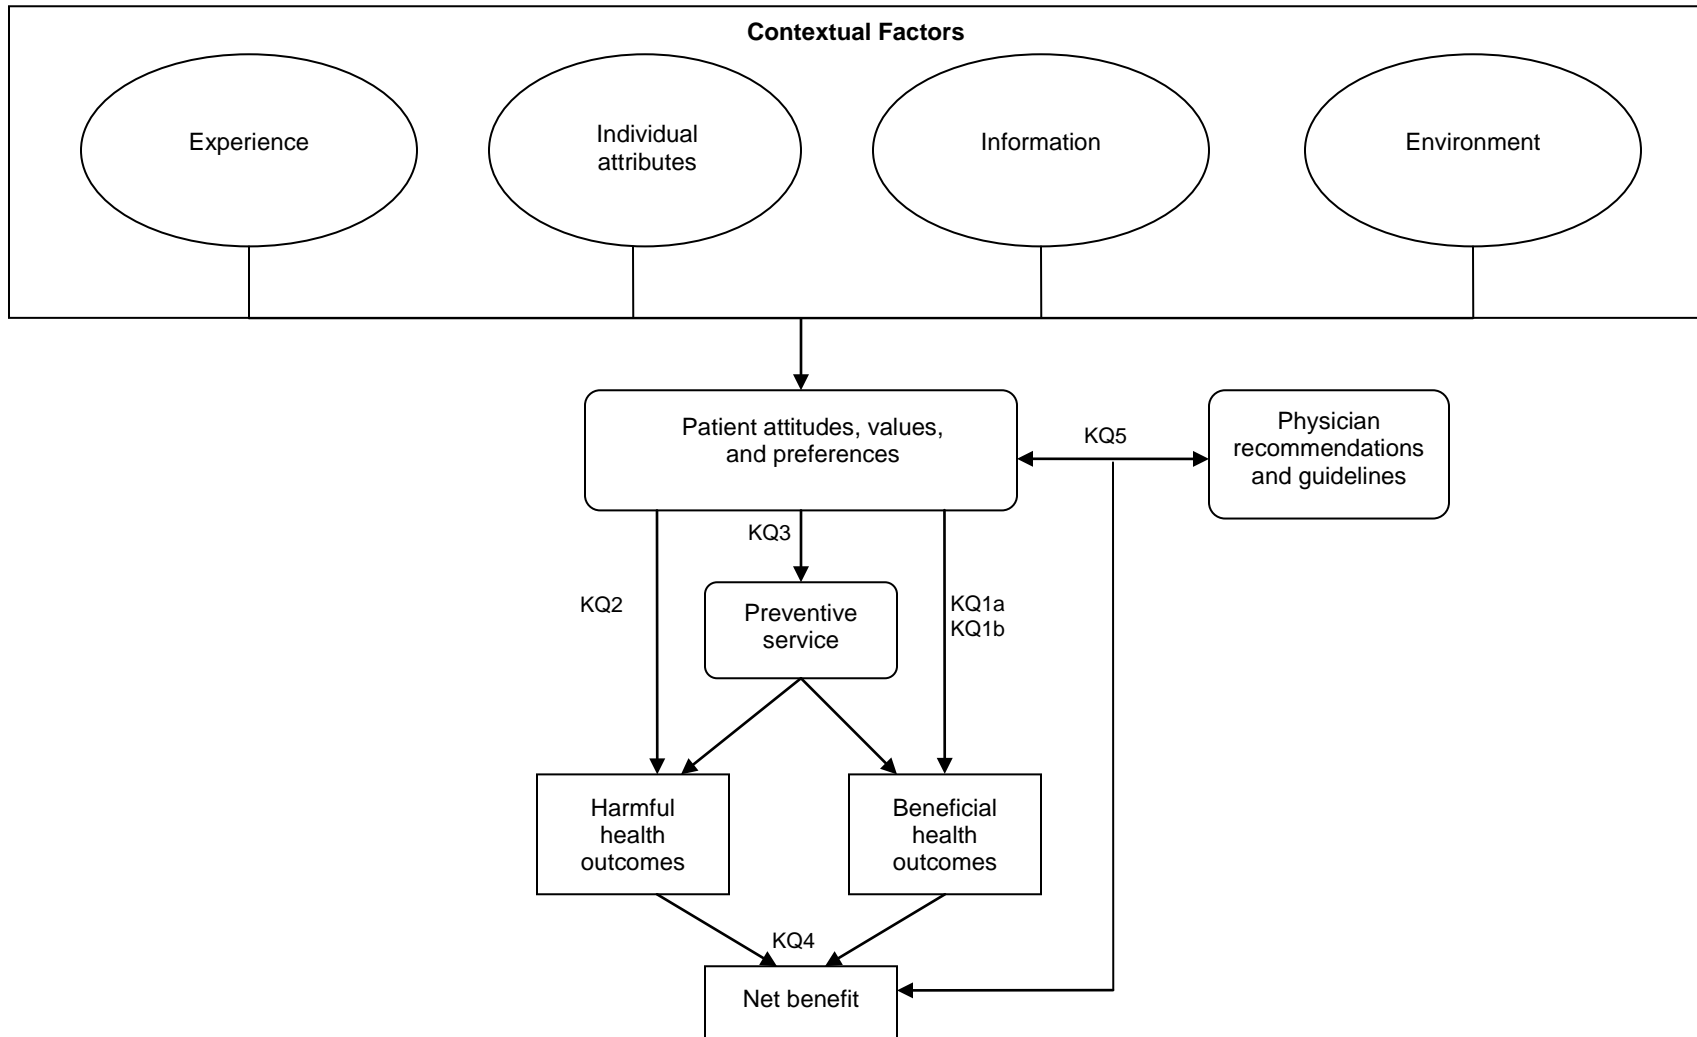 Contextual Factors
Experience
Individual
attributes
Information
Environment
Patient attitudes, values,
and preferences
KQ5
Physician
recommendations
and guidelines
KQ3
KQ2
Preventive
service
KQ1a
KQ1b
Harmful
health
outcomes
Beneficial
health
outcomes
KQ4
Net benefit